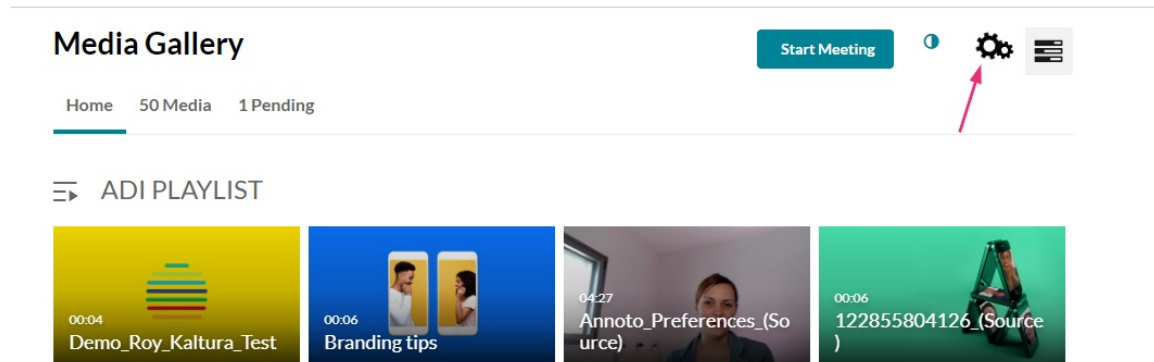 Media Gallery
Start Meeting
Home 50 Media 1 Pending
ADI PLAYLIST
00:04
Demo_Roy_Kaltura_Test
00:06
Branding tips
04:27
Annoto_Preferences_(So
urce)
00:06
122855804126_(Source
)